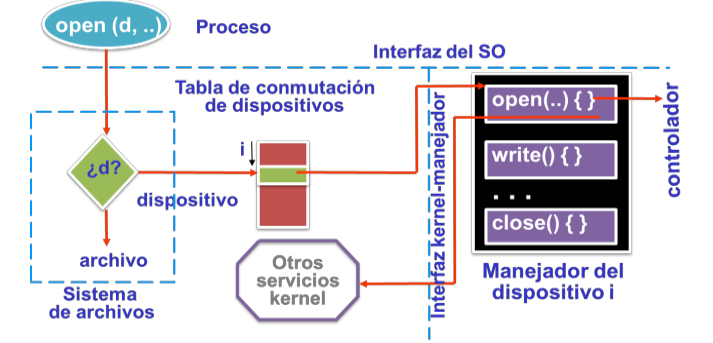 open (d, ..)
Proceso
Interfaz del SO
Tabla de conmutación
de dispositivos
i
¿d?
dispositivo
archivo
Sistema
de archivos
Otros
servicios
kernel
Interfaz kernel-manejador
open(..) { }
write() { }
. . .
close() { }
controlador
Manejador del
dispositivo i